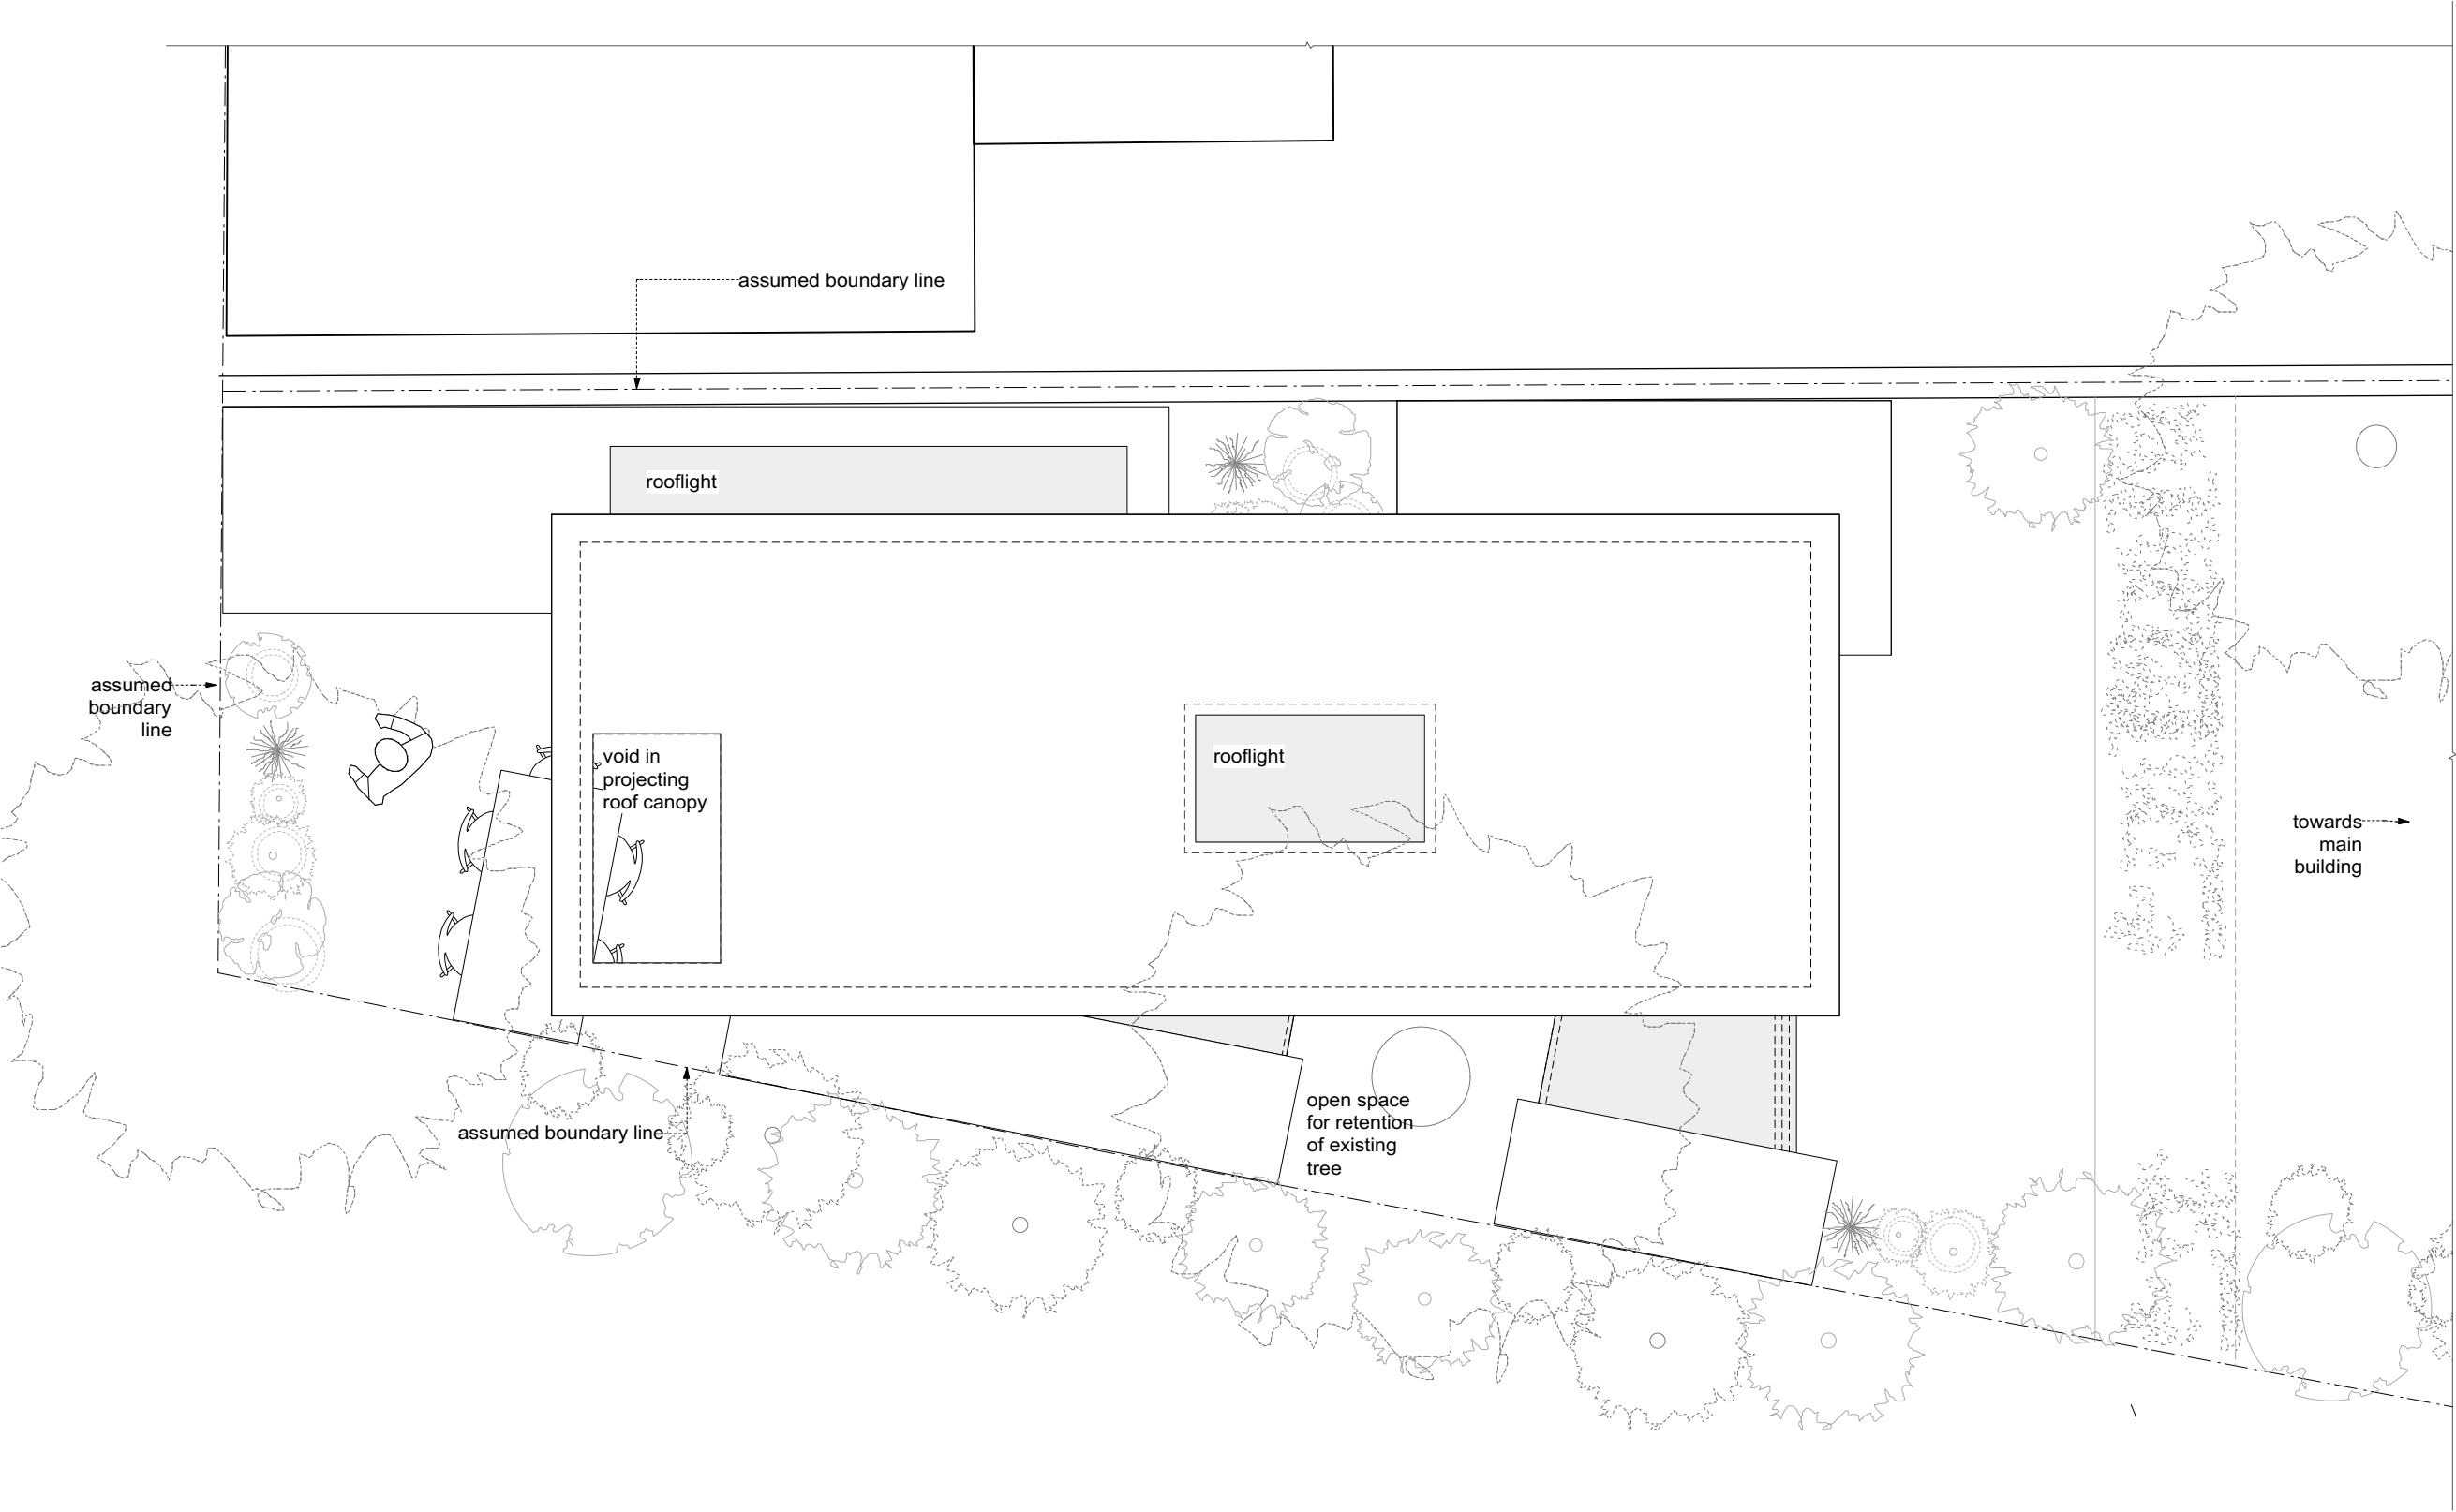 assumed boundary line
rooflight
assumed
boundary
line
void in
projecting
roof canopy
rooflight
towards
main
building
open space
for retention
of existing
tree
assumed boundary line